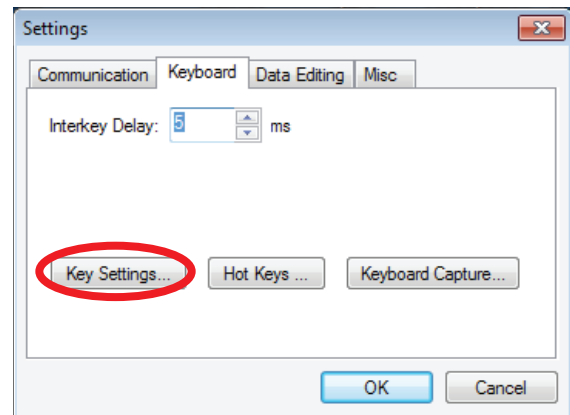 Settings
Communication Keyboard Data Editing Misc
Interkey Delay: 5 ms
Key Settings... Hot Keys ... Keyboard Capture...
OK Cancel